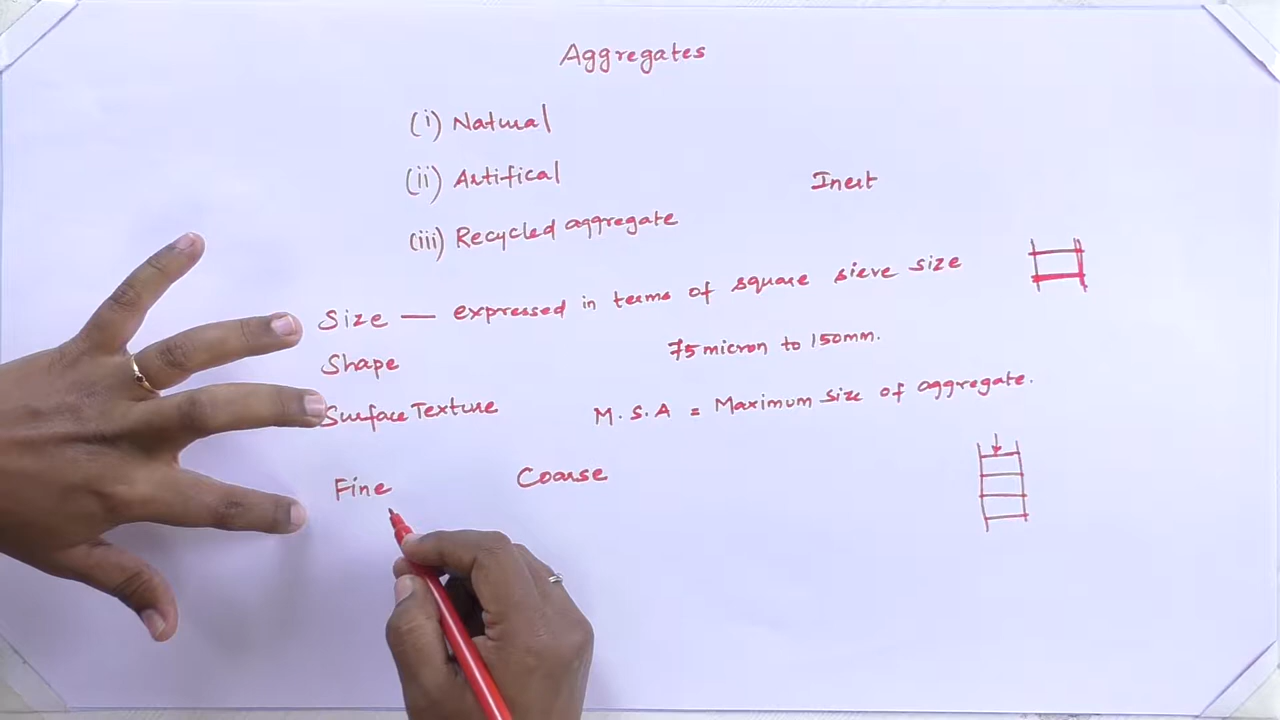 Aggregates
(i) Natural
(ii) Artifical
Inert
(iii) Recycled aggregate
Size — expressed in terms of square sieve size
Shape
75 micron to 150mm.
Surface Texture
M.S.A = Maximum size of aggregate.
Fine
Coarse